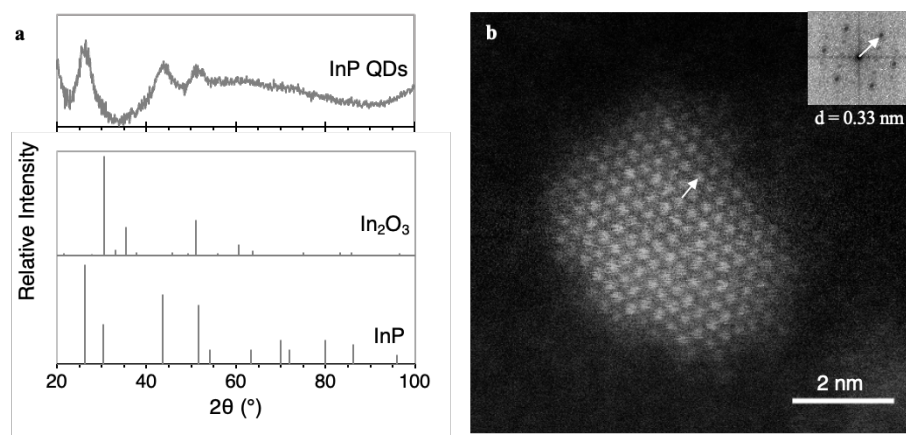 a
InP QDs
Relative Intensity
In₂O₃
InP
20 40 60 80 100
2θ (°)
b
d = 0.33 nm
2 nm